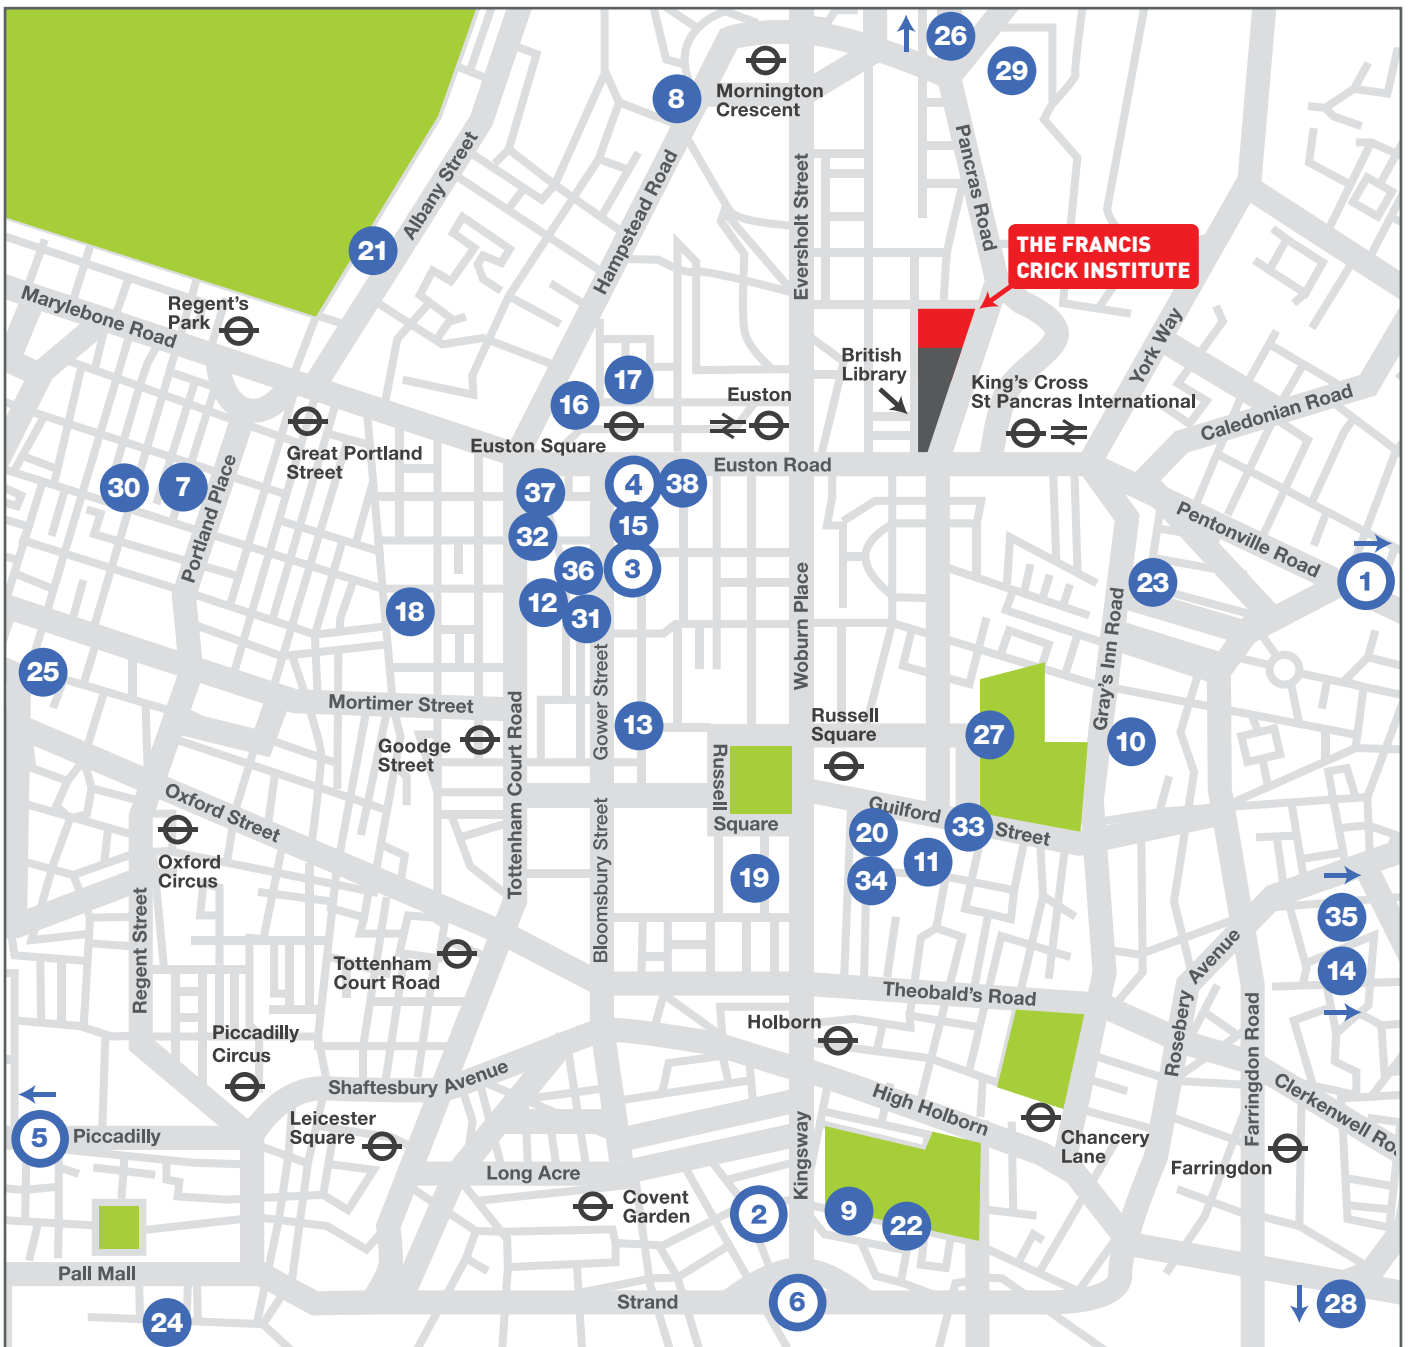 26
29
8
Mornington
Crescent
Albany Street
Hampstead Road
Eversholt Street
Pancras Road
21
THE FRANCIS
CRICK INSTITUTE
Marylebone Road
Regent's
Park
York Way
British
Library
King's Cross
St Pancras International
Caledonian Road
17
16
Euston
Euston Square
Great Portland
Street
Euston Road
30
7
Portland Place
37
4
38
15
32
36
3
12
31
18
Pentonville Road
1
23
Woburn Place
Gray's Inn Road
25
Mortimer Street
Goodge
Street
Tottenham Court Road
Gower Street
13
Russell
Square
Russell
Square
27
10
Oxford Street
Oxford
Circus
Guilford
Street
20
33
11
34
19
Regent Street
Bloomsbury Street
35
14
Tottenham
Court Road
Rosebery Avenue
Theobald's Road
Farringdon Road
Holborn
Piccadilly
Circus
Shaftesbury Avenue
High Holborn
Clerkenwell Ro
Leicester
Square
5
Piccadilly
Chancery
Lane
Farringdon
Kingsway
Long Acre
Covent
Garden
2
9
22
Pall Mall
Strand
6
24
28